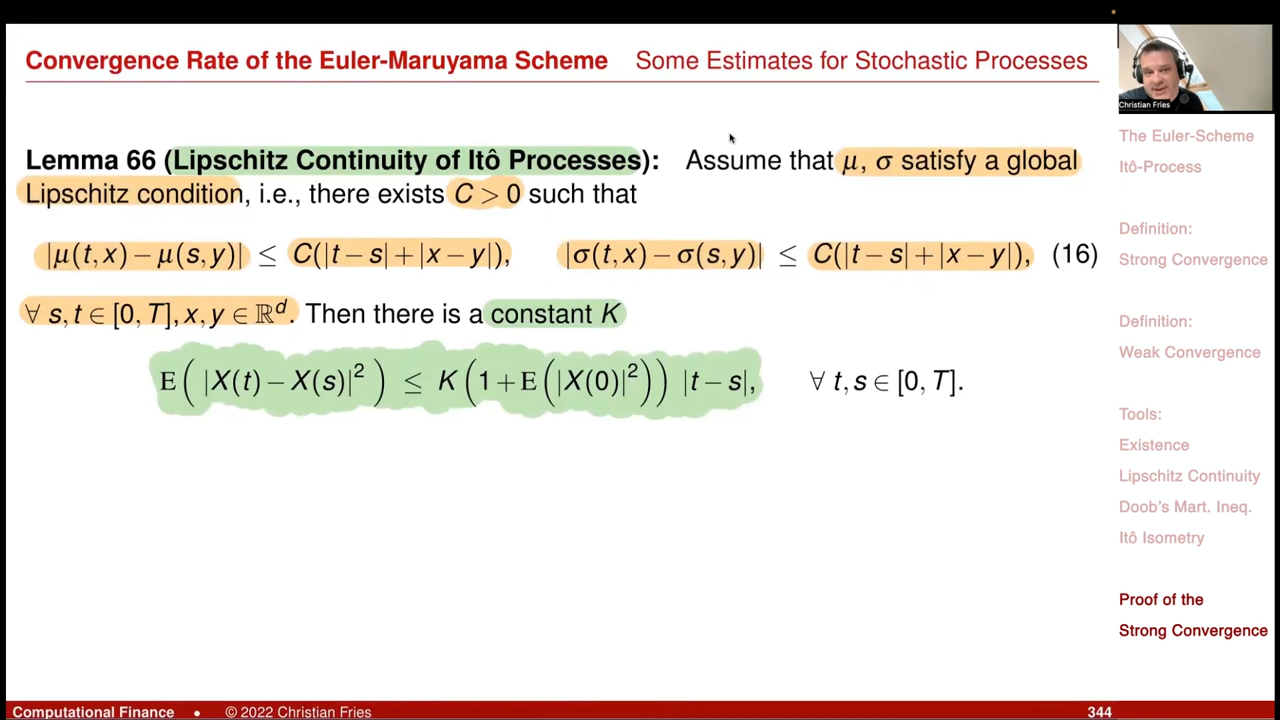 Convergence Rate of the Euler-Maruyama Scheme Some Estimates for Stochastic Processes
Christian Fries
Lemma 66 (Lipschitz Continuity of Itô Processes): Assume that μ, σ satisfy a global
Lipschitz condition, i.e., there exists C > 0 such that
|μ(t,x) − μ(s,y)| ≤ C(|t − s| + |x − y|), |σ(t,x) − σ(s,y)| ≤ C(|t − s| + |x − y|), (16)
∀ s,t ∈ [0,T], x,y ∈ ℝᵈ. Then there is a constant K
E( |X(t) − X(s)|² ) ≤ K(1 + E(|X(0)|²)) |t − s|, ∀ t,s ∈ [0,T].
The Euler-Scheme
Itô-Process
Definition:
Strong Convergence
Definition:
Weak Convergence
Tools:
Existence
Lipschitz Continuity
Doob's Mart. Ineq.
Itô Isometry
Proof of the
Strong Convergence
Computational Finance • © 2022 Christian Fries 344